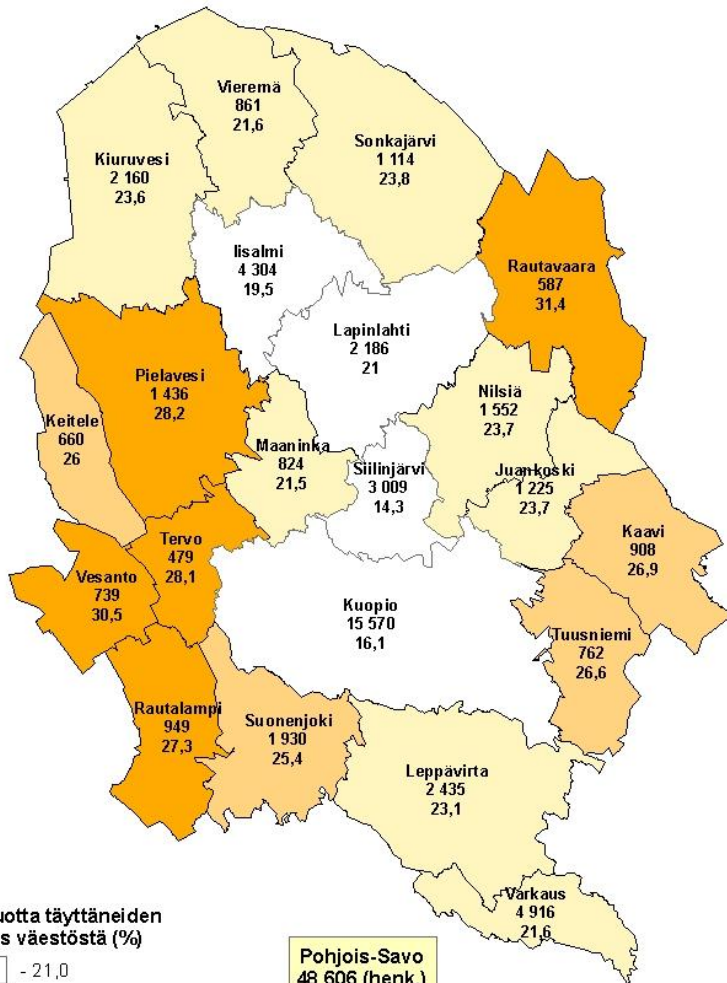 Vieremä
861
21,6
Sonkajärvi
1 114
23,8
Kiuruvesi
2 160
23,6
Iisalmi
4 304
19,5
Rautavaara
587
31,4
Lapinlahti
2 186
21
Pielavesi
1 436
28,2
Nilsiä
1 552
23,7
Keitele
660
26
Maaninka
824
21,5
Siilinjärvi
3 009
14,3
Juankoski
1 225
23,7
Kaavi
908
26,9
Tervo
479
28,1
Vesanto
739
30,5
Kuopio
15 570
16,1
Tuusniemi
762
26,6
Rautalampi
949
27,3
Suonenjoki
1 930
25,4
Leppävirta
2 435
23,1
Varkaus
4 916
21,6
täyttäneiden
väestöstä (%)
- 21,0
Pohjois-Savo
48 606 (henk.)